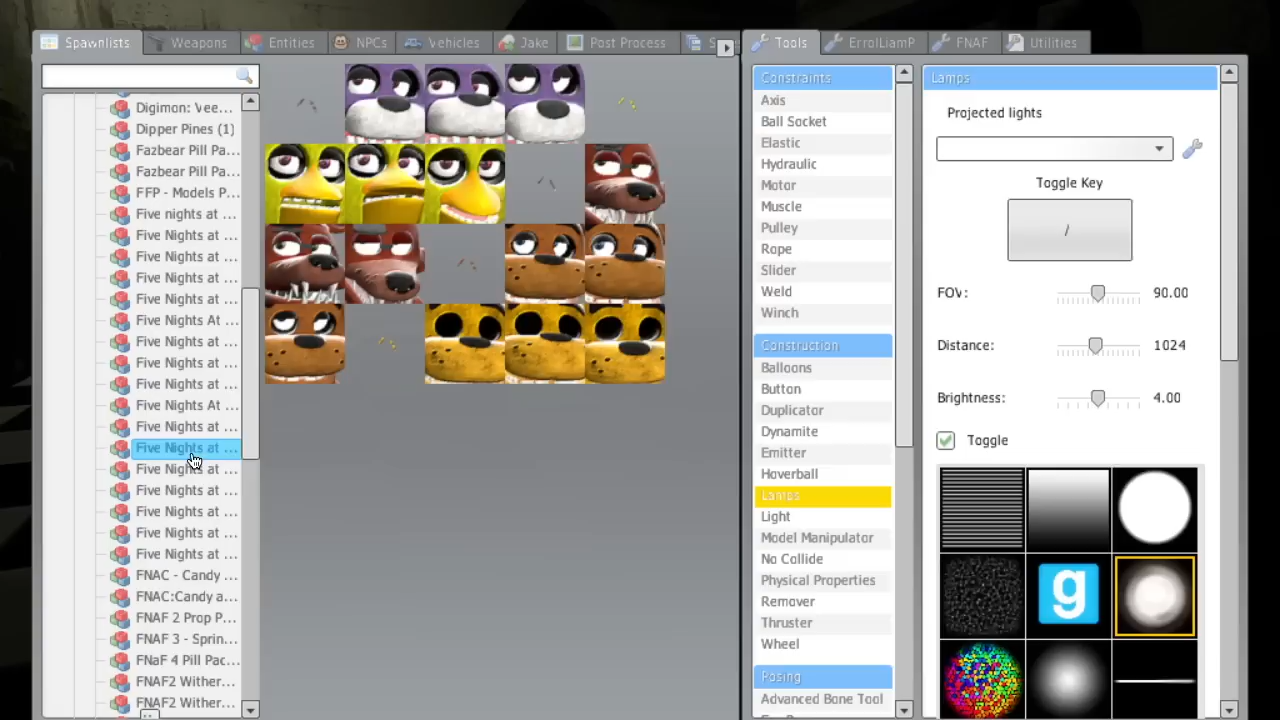 Spawnlists Weapons Entities NPCs Vehicles Jake Post Process S
Tools ErrolLiamP FNAF Utilities
Digimon: Vee...
Dipper Pines (1)
Fazbear Pill Pa...
Fazbear Pill Pa...
FFP - Models P...
Five nights at ...
Five Nights at ...
Five Nights at ...
Five Nights at ...
Five Nights at ...
Five Nights At ...
Five Nights at ...
Five Nights at ...
Five Nights at ...
Five Nights At ...
Five Nights at ...
Five Nights at ...
Five Nights at ...
Five Nights at ...
Five Nights at ...
Five Nights at ...
Five Nights at ...
FNAC - Candy ...
FNAC:Candy a...
FNAF 2 Prop P...
FNAF 3 - Sprin...
FNaF 4 Pill Pac...
FNAF2 Wither...
FNAF2 Wither...
Constraints
Axis
Ball Socket
Elastic
Hydraulic
Motor
Muscle
Pulley
Rope
Slider
Weld
Winch
Construction
Balloons
Button
Duplicator
Dynamite
Emitter
Hoverball
Lamps
Light
Model Manipulator
No Collide
Physical Properties
Remover
Thruster
Wheel
Posing
Advanced Bone Tool
Lamps
Projected lights
Toggle Key
/
FOV: 90.00
Distance: 1024
Brightness: 4.00
Toggle
g